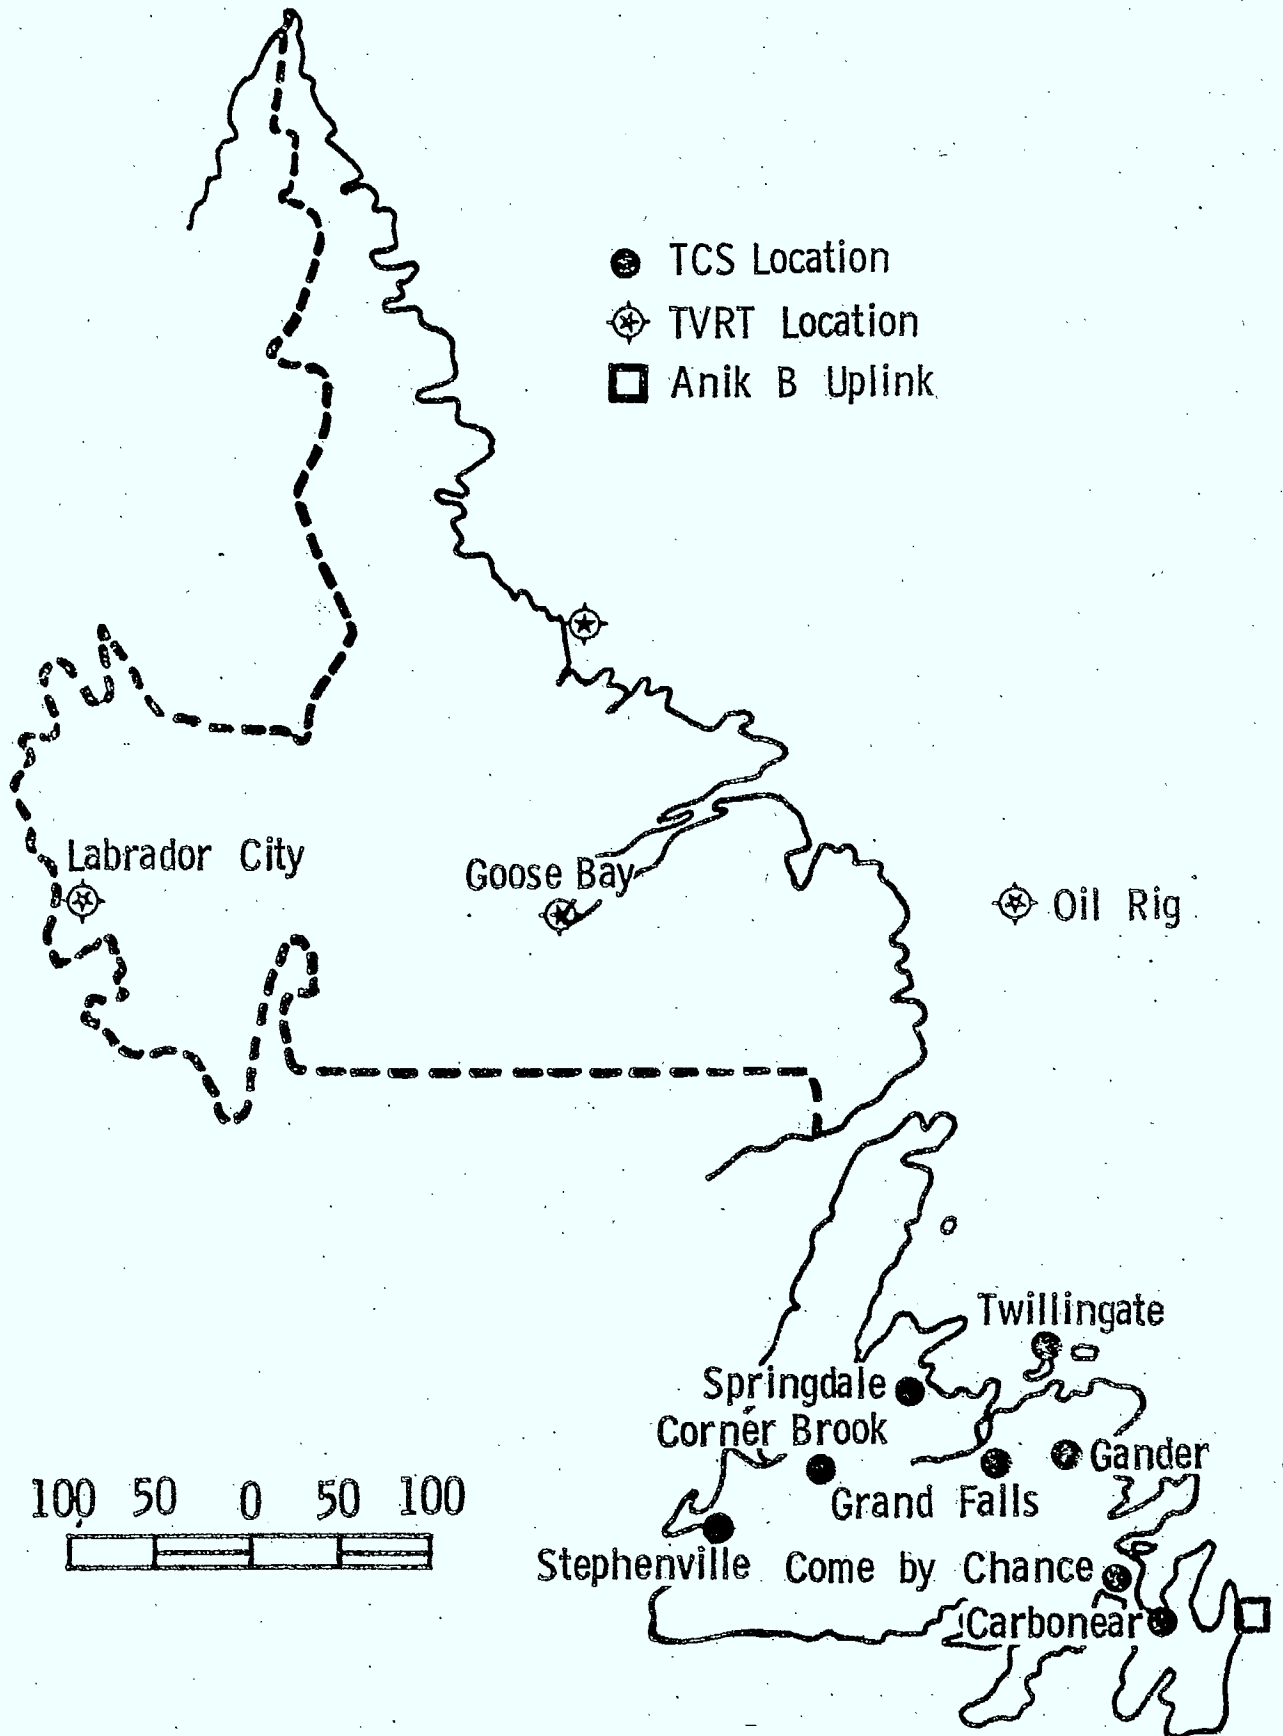 TCS Location
TVRT Location
Anik B Uplink
Labrador City
Goose Bay
Oil Rig
Twillingate
Springdale
Corner Brook
Gander
100 50 0 50 100
Grand Falls
Stephenville
Come by Chance
Carbonear